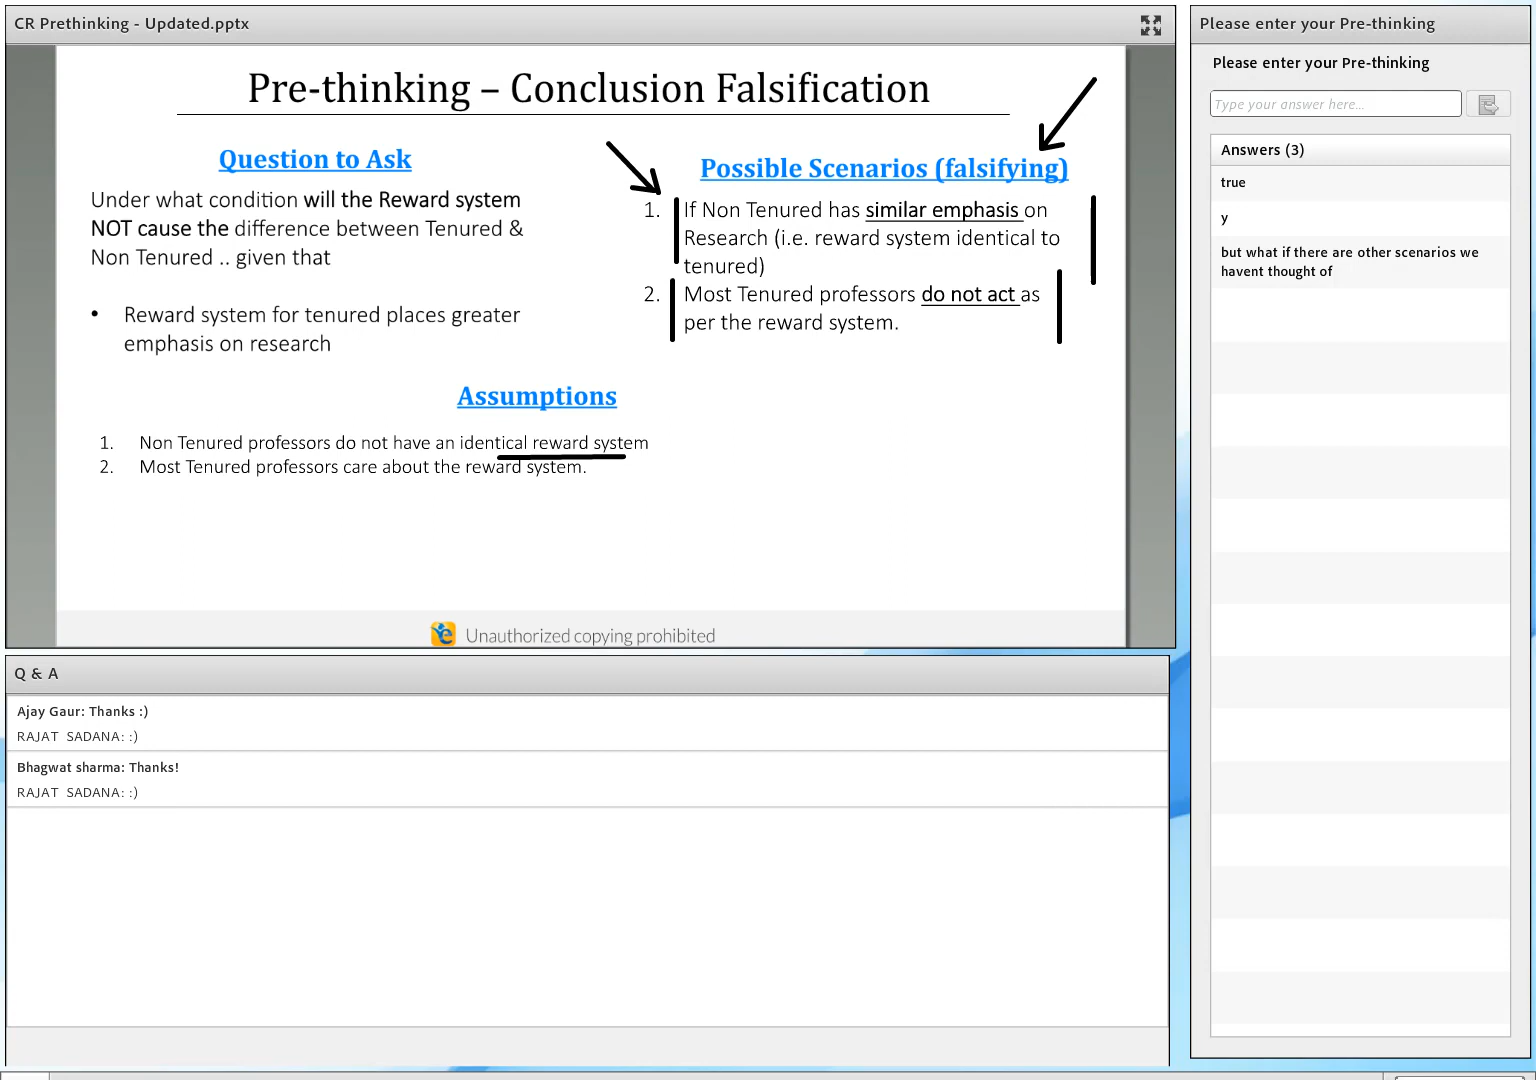 CR Prethinking - Updated.pptx
Pre-thinking – Conclusion Falsification
Question to Ask
Under what condition will the Reward system
NOT cause the difference between Tenured &
Non Tenured .. given that
• Reward system for tenured places greater
emphasis on research
Possible Scenarios (falsifying)
1. If Non Tenured has similar emphasis on
Research (i.e. reward system identical to
tenured)
2. Most Tenured professors do not act as
per the reward system.
Assumptions
1. Non Tenured professors do not have an identical reward system
2. Most Tenured professors care about the reward system.
Unauthorized copying prohibited
Q & A
Ajay Gaur: Thanks :)
RAJAT SADANA: :)
Bhagwat sharma: Thanks!
RAJAT SADANA: :)
Please enter your Pre-thinking
Please enter your Pre-thinking
Type your answer here...
Answers (3)
true
y
but what if there are other scenarios we
havent thought of